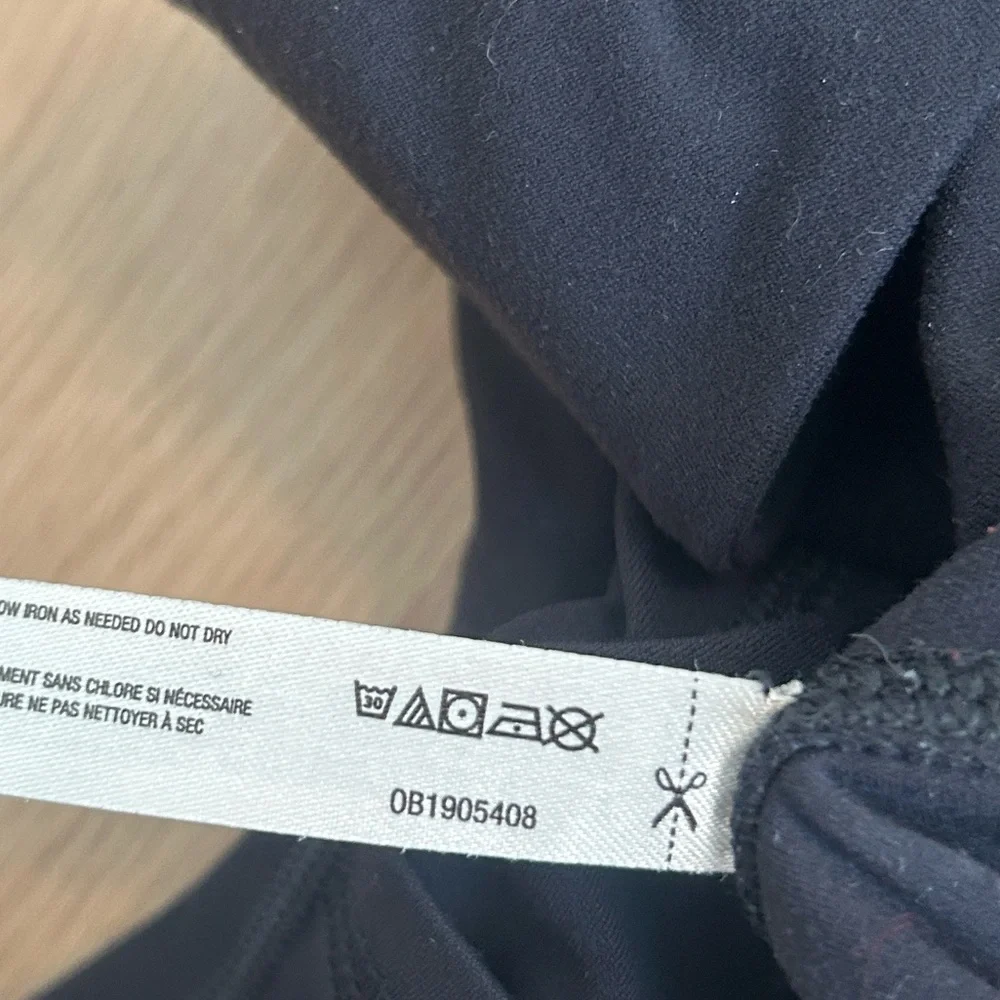 OW IRON AS NEEDED DO NOT DRY
MENT SANS CHLORE SI NÉCESSAIRE
URE NE PAS NETTOYER À SEC
30
0B1905408